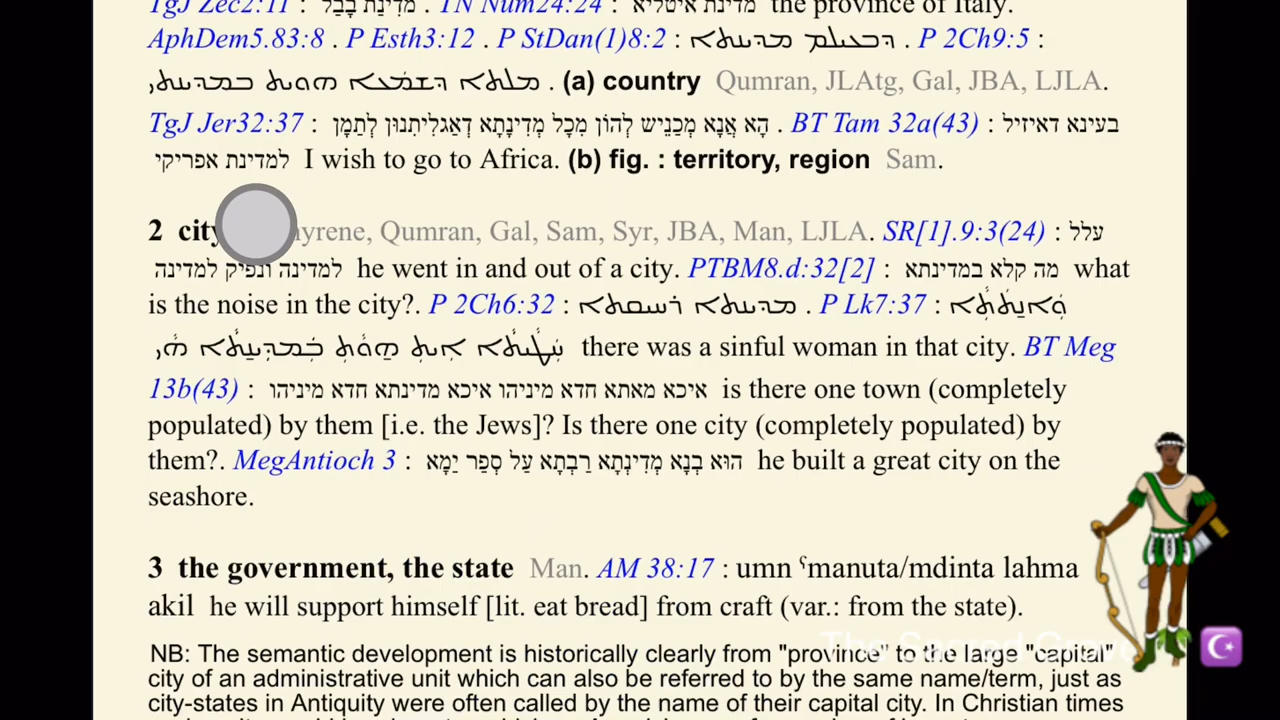 TgJ Zec2:11 : מְדִינַת בָבֶל . TN Num24:24 : מדינת איטליא the province of Italy.
AphDem5.83:8 . P Esth3:12 . P StDan(1)8:2 : ܕܒܟܠܗܝܢ ܡܕܝܢܬܐ . P 2Ch9:5 :
(a) country Qumran, JLAtg, Gal, JBA, LJLA.
TgJ Jer32:37 : הָא אֲנָא מְכַנֵיש לְהוֹן מִכָל מְדִינָתָא דְאַגלִיתִנוּן לְתַמָן . BT Tam 32a(43) : בעינא דאיזיל
למדינת אפריקי I wish to go to Africa. (b) fig. : territory, region Sam.
2 city yrene, Qumran, Gal, Sam, Syr, JBA, Man, LJLA. SR[1].9:3(24) : עלל
למדינה ונפיק למדינה he went in and out of a city. PTBM8.d:32[2] : מה קלא במדינתא what
is the noise in the city?. P 2Ch6:32 : ܡܕܝܢܬܐ ܪܚܝܩܬܐ . P Lk7:37 : ܘܐܢܬܬܐ
ܚܛܝܬܐ ܐܝܬ ܗܘܬ ܒܡܕܝܢܬܐ ܗܝ there was a sinful woman in that city. BT Meg
13b(43) : איכא מאתא חדא מיניהו איכא מדינתא חדא מיניהו is there one town (completely
populated) by them [i.e. the Jews]? Is there one city (completely populated) by
them?. MegAntioch 3 : הוּא בְנָא מְדִינְתָא רַבְתָא עַל סְפַר יַמָא he built a great city on the
seashore.
3 the government, the state Man. AM 38:17 : umn ˁmanuta/mdinta lahma
akil he will support himself [lit. eat bread] from craft (var.: from the state).
NB: The semantic development is historically clearly from "province" to the large "capital"
city of an administrative unit which can also be referred to by the same name/term, just as
city-states in Antiquity were often called by the name of their capital city. In Christian times
The Sacred Grove